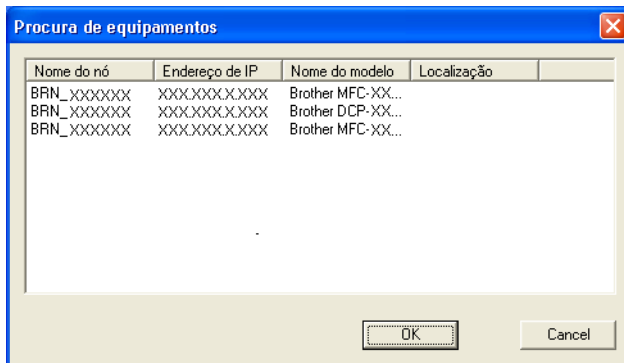 Procura de equipamentos
Nome do nó Endereço de IP Nome do modelo Localização
BRN_XXXXXX XXX.XXX.X.XXX Brother MFC-XX...
BRN_XXXXXX XXX.XXX.X.XXX Brother DCP-XX...
BRN_XXXXXX XXX.XXX.X.XXX Brother MFC-XX...
OK Cancel